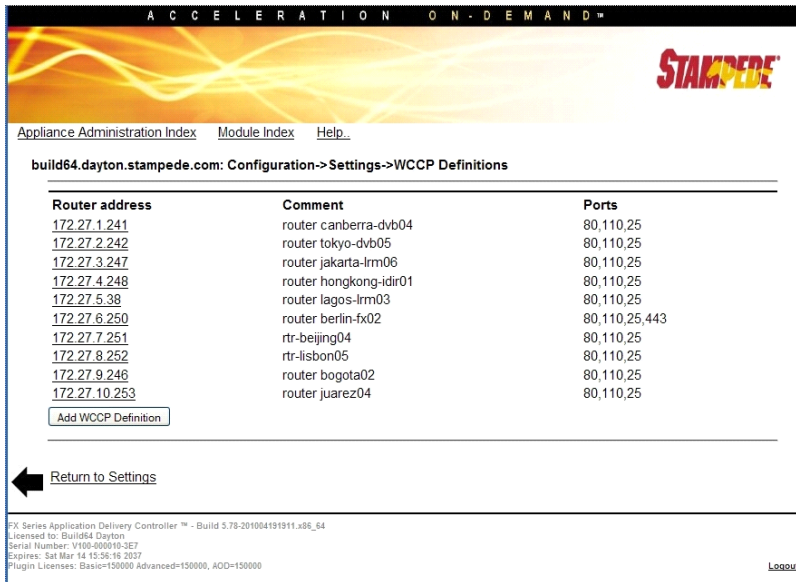 ACCELERATION ON-DEMAND™
STAMPEDE
Appliance Administration Index Module Index Help..
build64.dayton.stampede.com: Configuration->Settings->WCCP Definitions
Router address Comment Ports
172.27.1.241 router canberra-dvb04 80,110,25
172.27.2.242 router tokyo-dvb05 80,110,25
172.27.3.247 router jakarta-lrm06 80,110,25
172.27.4.248 router hongkong-idir01 80,110,25
172.27.5.38 router lagos-lrm03 80,110,25
172.27.6.250 router berlin-fx02 80,110,25,443
172.27.7.251 rtr-beijing04 80,110,25
172.27.8.252 rtr-lisbon05 80,110,25
172.27.9.246 router bogota02 80,110,25
172.27.10.253 router juarez04 80,110,25
Add WCCP Definition
Return to Settings
FX Series Application Delivery Controller ™ - Build 5.78-201004191911.x86_64
Licensed to: Build64 Dayton
Serial Number: V100-000010-3E7
Expires: Sat Mar 14 15:56:16 2037
Plugin Licenses: Basic=150000 Advanced=150000, AOD=150000
Logout